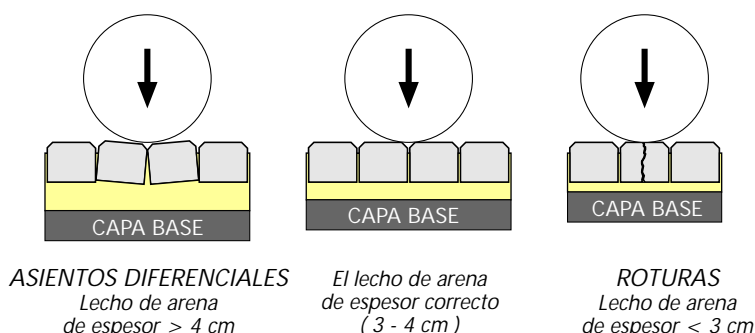 CAPA BASE
CAPA BASE
CAPA BASE
ASIENTOS DIFERENCIALES
Lecho de arena
de espesor > 4 cm
El lecho de arena
de espesor correcto
( 3 - 4 cm )
ROTURAS
Lecho de arena
de espesor < 3 cm